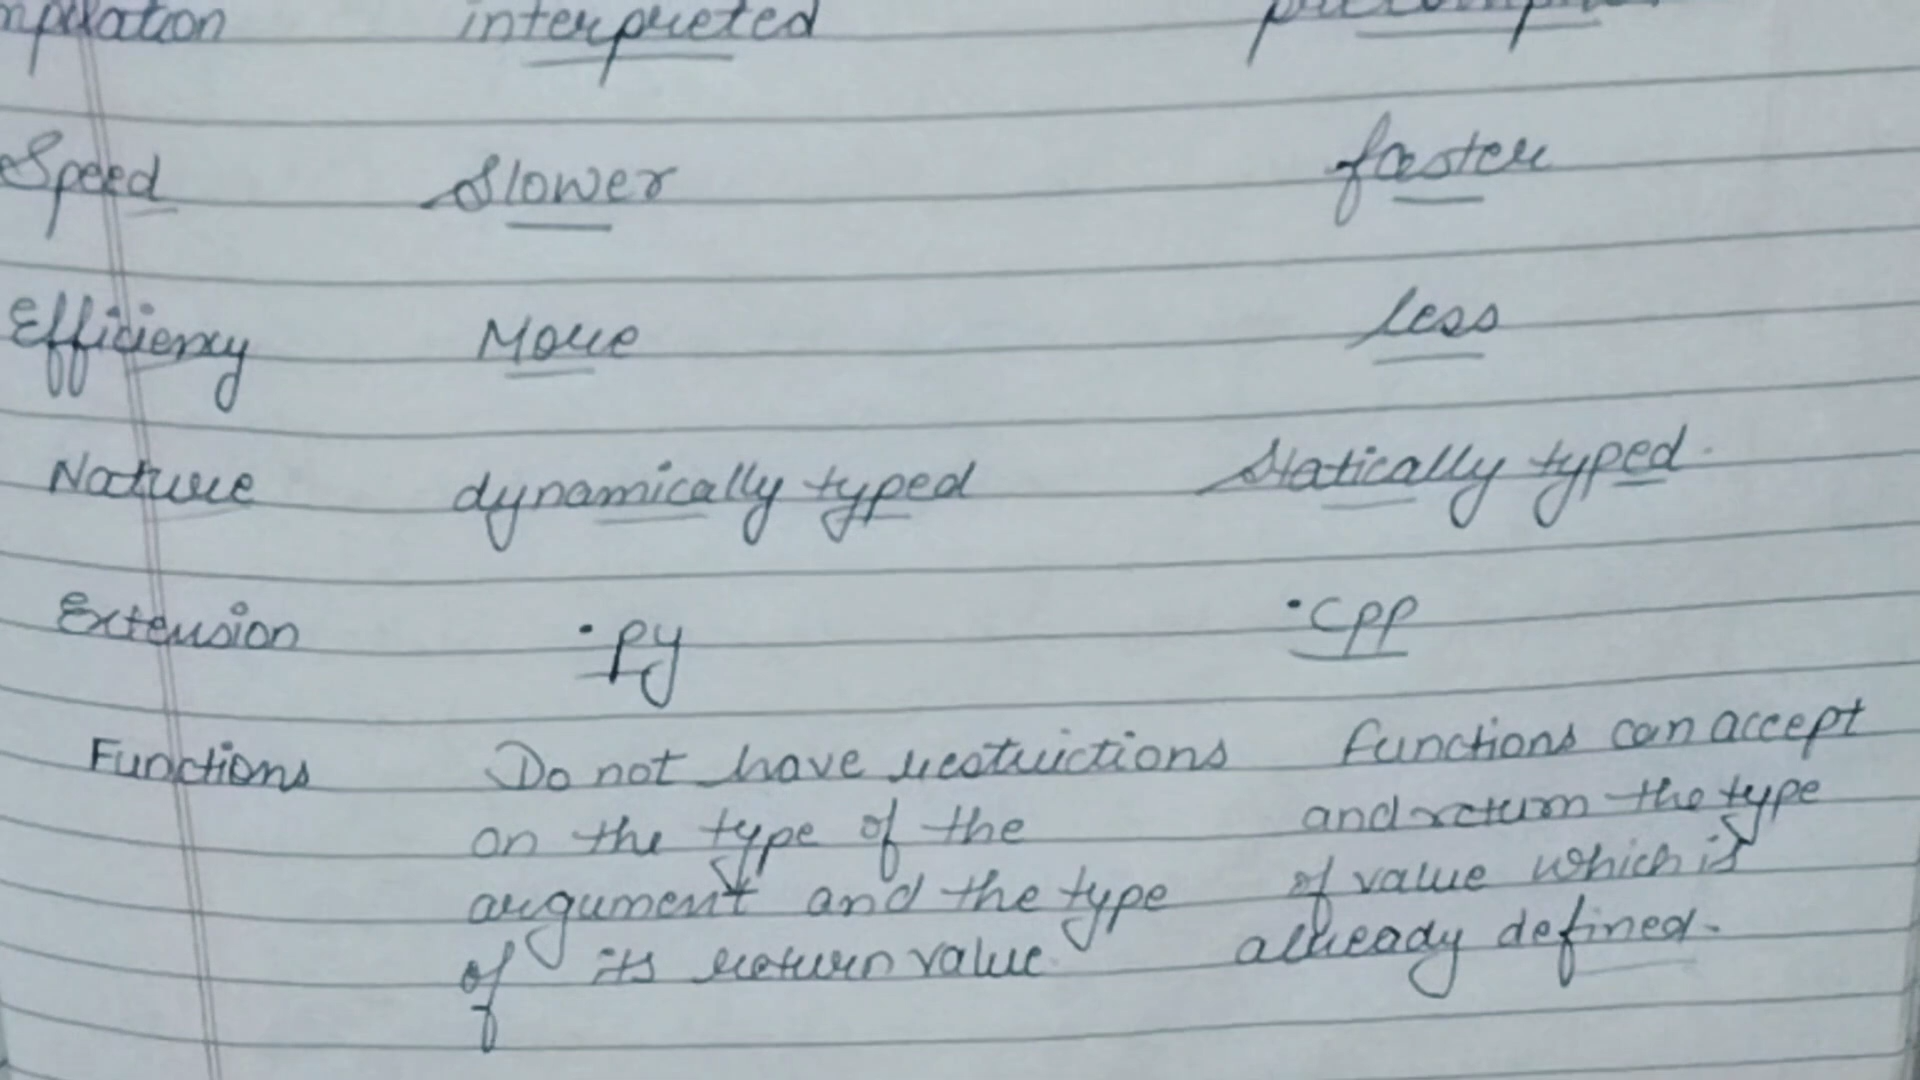 interpreted
Speed Slower faster
Efficiency More less
Nature dynamically typed Statically typed.
Extension .py .cpp
Functions Do not have restrictions functions can accept
on the type of the and return the type
argument and the type of value which is
of its return value already defined.